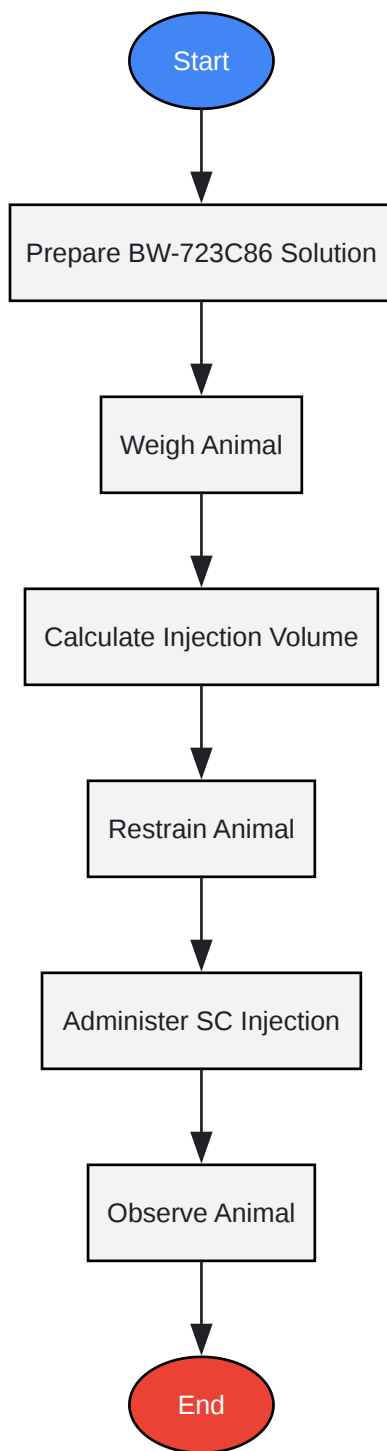 Start
Prepare BW-723C86 Solution
Weigh Animal
Calculate Injection Volume
Restrain Animal
Administer SC Injection
Observe Animal
End